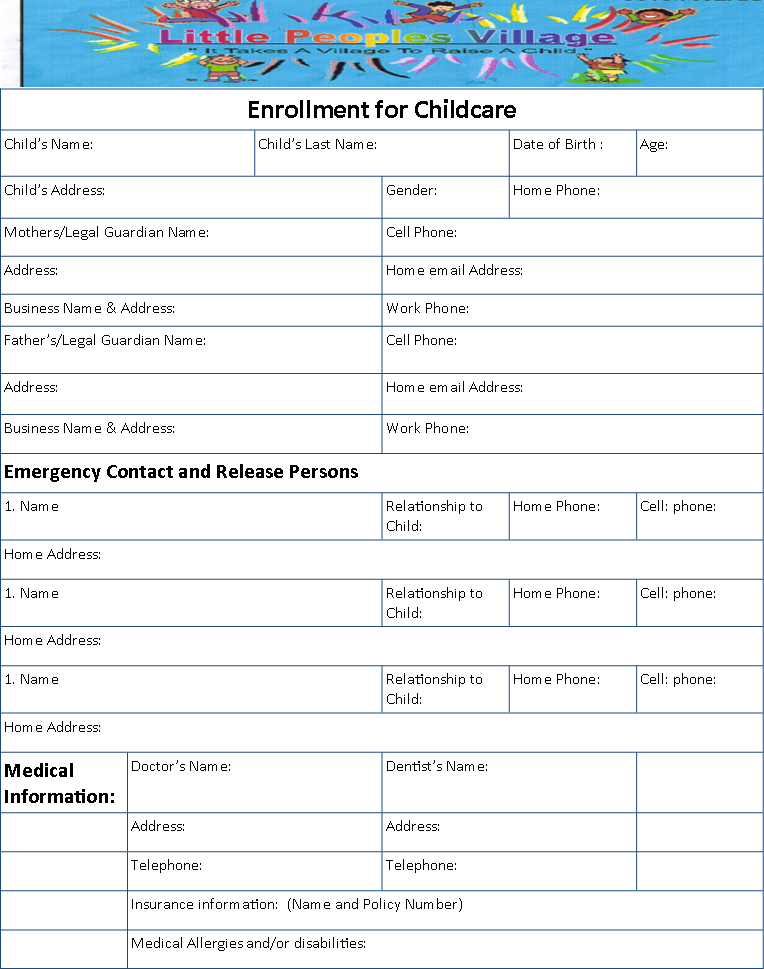 Little Peoples Village
" It Takes A Village To Raise A Child "
Enrollment for Childcare
Child's Name: Child's Last Name: Date of Birth : Age:
Child's Address: Gender: Home Phone:
Mothers/Legal Guardian Name: Cell Phone:
Address: Home email Address:
Business Name & Address: Work Phone:
Father's/Legal Guardian Name: Cell Phone:
Address: Home email Address:
Business Name & Address: Work Phone:
Emergency Contact and Release Persons
1. Name Relationship to Home Phone: Cell: phone:
Child:
Home Address:
1. Name Relationship to Home Phone: Cell: phone:
Child:
Home Address:
1. Name Relationship to Home Phone: Cell: phone:
Child:
Home Address:
Medical Doctor's Name: Dentist's Name:
Information:
Address: Address:
Telephone: Telephone:
Insurance information: (Name and Policy Number)
Medical Allergies and/or disabilities: